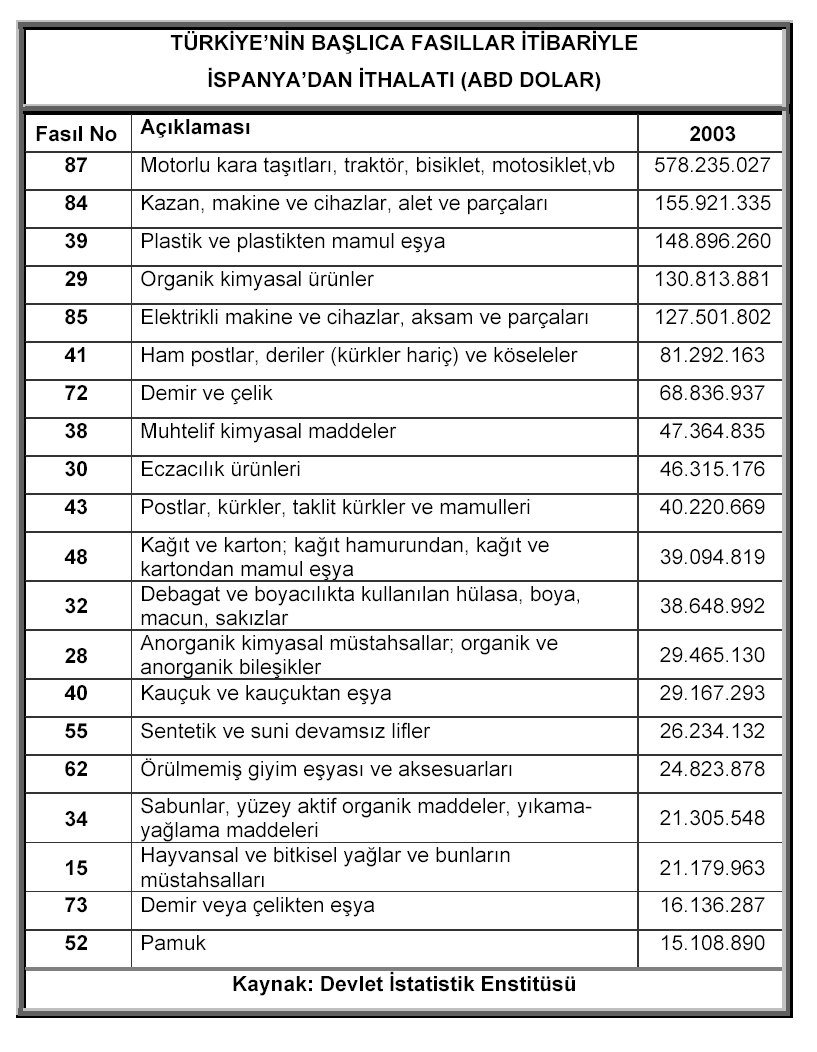 TÜRKİYE'NİN BAŞLICA FASILLAR İTİBARİYLE
İSPANYA'DAN İTHALATI (ABD DOLAR)
Fasıl No Açıklaması 2003
87 Motorlu kara taşıtları, traktör, bisiklet, motosiklet,vb 578.235.027
84 Kazan, makine ve cihazlar, alet ve parçaları 155.921.335
39 Plastik ve plastikten mamul eşya 148.896.260
29 Organik kimyasal ürünler 130.813.881
85 Elektrikli makine ve cihazlar, aksam ve parçaları 127.501.802
41 Ham postlar, deriler (kürkler hariç) ve köseleler 81.292.163
72 Demir ve çelik 68.836.937
38 Muhtelif kimyasal maddeler 47.364.835
30 Eczacılık ürünleri 46.315.176
43 Postlar, kürkler, taklit kürkler ve mamulleri 40.220.669
48 Kağıt ve karton; kağıt hamurundan, kağıt ve
kartondan mamul eşya 39.094.819
32 Debagat ve boyacılıkta kullanılan hülasa, boya,
macun, sakızlar 38.648.992
28 Anorganik kimyasal müstahsallar; organik ve
anorganik bileşikler 29.465.130
40 Kauçuk ve kauçuktan eşya 29.167.293
55 Sentetik ve suni devamsız lifler 26.234.132
62 Örülmemiş giyim eşyası ve aksesuarları 24.823.878
34 Sabunlar, yüzey aktif organik maddeler, yıkama-
yağlama maddeleri 21.305.548
15 Hayvansal ve bitkisel yağlar ve bunların
müstahsalları 21.179.963
73 Demir veya çelikten eşya 16.136.287
52 Pamuk 15.108.890
Kaynak: Devlet İstatistik Enstitüsü